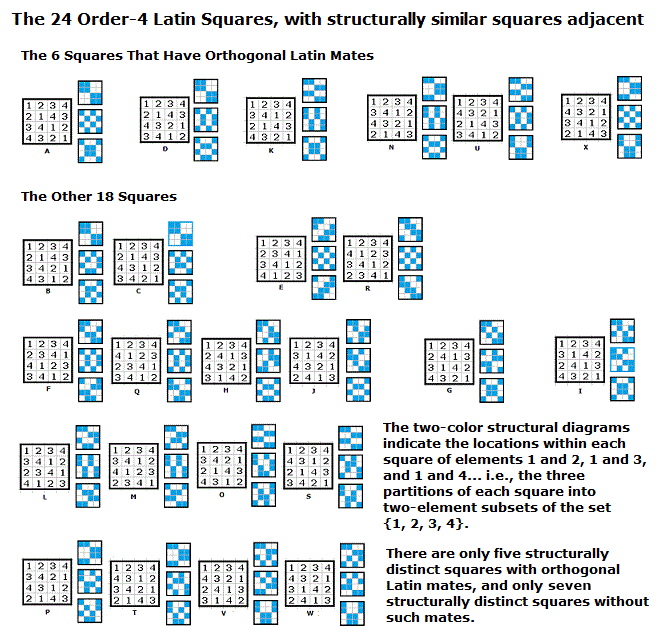 The 24 Order-4 Latin Squares, with structurally similar squares adjacent
The 6 Squares That Have Orthogonal Latin Mates
1 2 3 4
2 1 4 3
3 4 1 2
4 3 2 1
A
1 2 3 4
2 1 4 3
4 3 2 1
3 4 1 2
D
1 2 3 4
3 4 1 2
2 1 4 3
4 3 2 1
K
1 2 3 4
3 4 1 2
4 3 2 1
2 1 4 3
N
1 2 3 4
4 3 2 1
2 1 4 3
3 4 1 2
U
1 2 3 4
4 3 2 1
3 4 1 2
2 1 4 3
X
The Other 18 Squares
1 2 3 4
2 1 4 3
3 4 2 1
4 3 1 2
B
1 2 3 4
2 1 4 3
4 3 1 2
3 4 2 1
C
1 2 3 4
2 3 4 1
3 4 1 2
4 1 2 3
E
1 2 3 4
4 1 2 3
3 4 1 2
2 3 4 1
R
1 2 3 4
2 3 4 1
4 1 2 3
3 4 1 2
F
1 2 3 4
4 1 2 3
2 3 4 1
3 4 1 2
Q
1 2 3 4
2 4 1 3
4 3 2 1
3 1 4 2
H
1 2 3 4
3 1 4 2
4 3 2 1
2 4 1 3
J
1 2 3 4
2 4 1 3
3 1 4 2
4 3 2 1
G
1 2 3 4
3 1 4 2
2 4 1 3
4 3 2 1
I
1 2 3 4
3 4 1 2
2 3 4 1
4 1 2 3
L
1 2 3 4
3 4 1 2
4 1 2 3
2 3 4 1
M
1 2 3 4
3 4 2 1
2 1 4 3
4 3 1 2
O
1 2 3 4
4 3 1 2
2 1 4 3
3 4 2 1
S
The two-color structural diagrams
indicate the locations within each
square of elements 1 and 2, 1 and 3,
and 1 and 4... i.e., the three
partitions of each square into
two-element subsets of the set
{1, 2, 3, 4}.
1 2 3 4
3 4 2 1
4 3 1 2
2 1 4 3
P
1 2 3 4
4 3 1 2
3 4 2 1
2 1 4 3
T
1 2 3 4
4 3 2 1
2 4 1 3
3 1 4 2
V
1 2 3 4
4 3 2 1
3 1 4 2
2 4 1 3
W
There are only five structurally
distinct squares with orthogonal
Latin mates, and only seven
structurally distinct squares without
such mates.